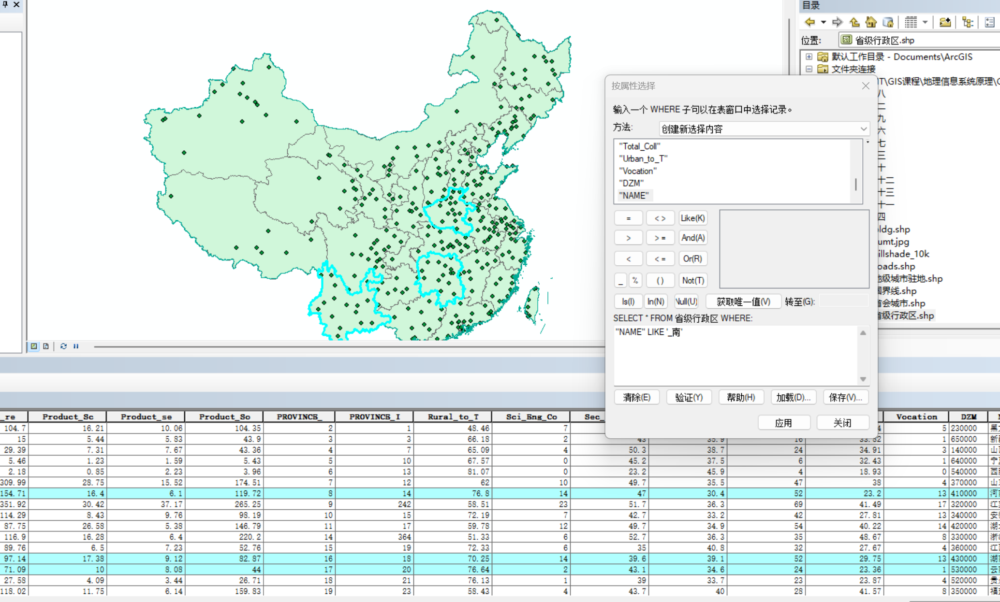 目录
位置: 省级行政区.shp
默认工作目录 - Documents\ArcGIS
文件夹连接
\GIS课程\地理信息系统原理\
八
二
九
六
七
三
十
十二
十三
十一
四
ldg.shp
umt.jpg
illshade_10k
oads.shp
级城市驻地.shp
界线.shp
会城市.shp
级行政区.shp
按属性选择
输入一个 WHERE 子句以在表窗口中选择记录。
方法: 创建新选择内容
"Total_Coll"
"Urban_to_T"
"Vocation"
"DZM"
"NAME"
= < > Like(K)
> > = And(A)
< < = Or(R)
_ % ( ) Not(T)
Is(I) In(N) Null(U) 获取唯一值(V) 转至(G):
SELECT * FROM 省级行政区 WHERE:
"NAME" LIKE '_南'
清除(E) 验证(Y) 帮助(H) 加载(D)... 保存(V)...
应用 关闭
_re Product_Sc Product_se Product_So PROVINCE_ PROVINCE_I Rural_to_T Sci_Eng_Co Sec_ Vocation DZM
104.7 16.21 10.06 104.35 2 1 48.46 7 4 5 230000 黑
15 5.44 5.83 43.9 3 3 66.18 2 43 35.9 16 33.52 1 650000 新
29.39 7.31 7.67 43.36 4 7 65.09 4 50.3 38.7 24 34.91 3 140000 山
5.46 1.23 1.59 5.43 5 10 67.57 0 45.2 37.5 6 32.43 1 640000 宁
2.18 0.85 2.23 3.96 6 13 81.07 0 23.2 45.9 4 18.93 0 540000 西
309.99 28.75 15.52 174.51 7 12 62 10 49.7 35.5 47 38 4 370000 山
154.71 16.4 6.1 119.72 8 14 76.8 14 47 30.4 52 23.2 13 410000 河
351.92 30.42 37.17 265.25 9 242 58.51 23 51.7 36.3 69 41.49 17 320000 江
114.29 8.43 9.76 98.19 10 15 72.19 7 42.7 33.2 42 27.81 13 340000 安
87.75 26.58 5.38 146.79 11 17 59.78 12 49.7 34.9 54 40.22 14 420000 湖
116.9 16.28 6.4 220.2 14 364 51.33 6 52.7 36.3 35 48.67 8 330000 浙
89.76 6.5 7.23 52.76 15 19 72.33 6 35 40.8 32 27.67 4 360000 江
97.14 17.38 9.12 82.87 16 18 70.25 14 39.6 39.1 52 29.75 13 430000 湖
71.09 10 8.08 44 17 20 76.64 2 43.1 34.6 24 23.36 1 530000 云
27.58 4.09 3.44 26.71 18 21 76.13 1 39 33.7 23 23.87 4 520000 贵
118.02 11.75 6.14 159.83 19 23 58.43 4 43.7 40 28 41.57 8 350000 福